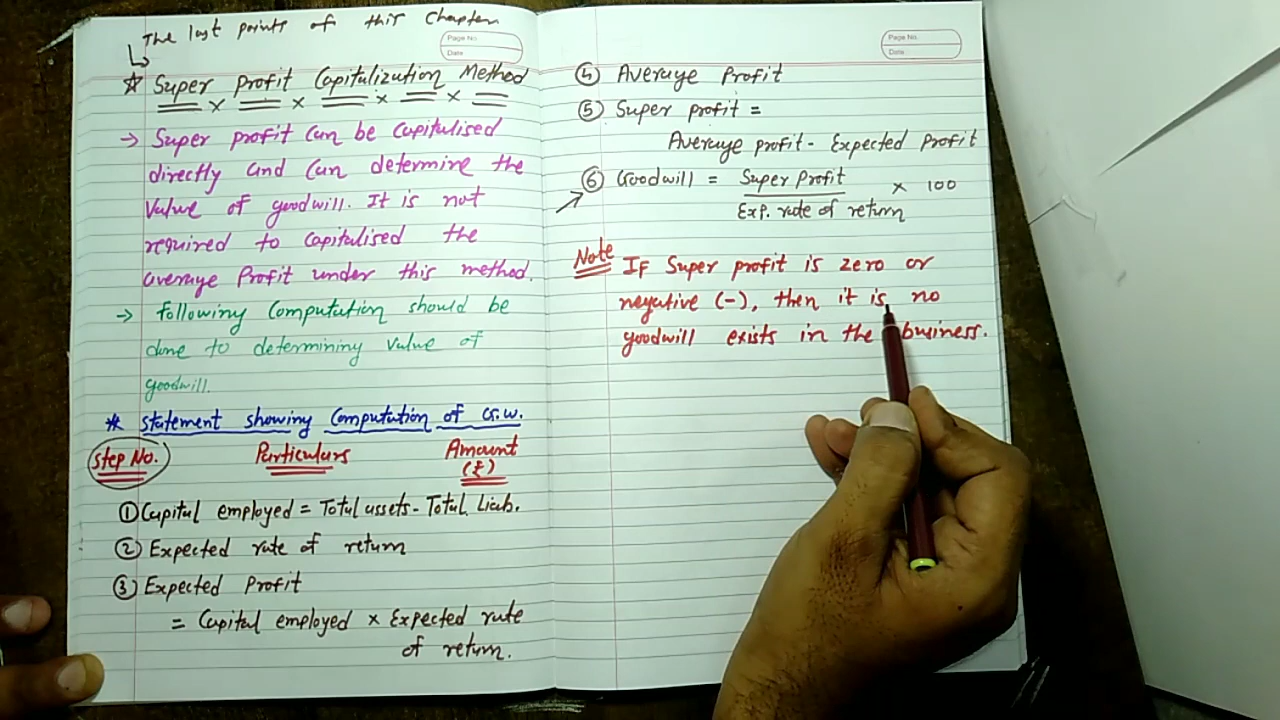 The last points of this Chapter
Page No.
Date
☆ Super Profit Capitalization Method
→ Super profit can be capitalised
directly and can determine the
value of goodwill. It is not
required to capitalised the
average Profit under this method.
→ following Computation should be
done to determining value of
goodwill.
* statement showing Computation of G.W.
Step No. Particulars Amount
(₹)
① Capital employed = Total assets - Total Liab.
② Expected rate of return
③ Expected Profit
= Capital employed × Expected rate
of return.
Page No.
Date
④ Average Profit
⑤ Super profit =
Average profit - Expected Profit
⑥ Goodwill = Super Profit × 100
Exp. rate of return
Note If Super profit is zero or
negative (-), then it is no
goodwill exists in the business.